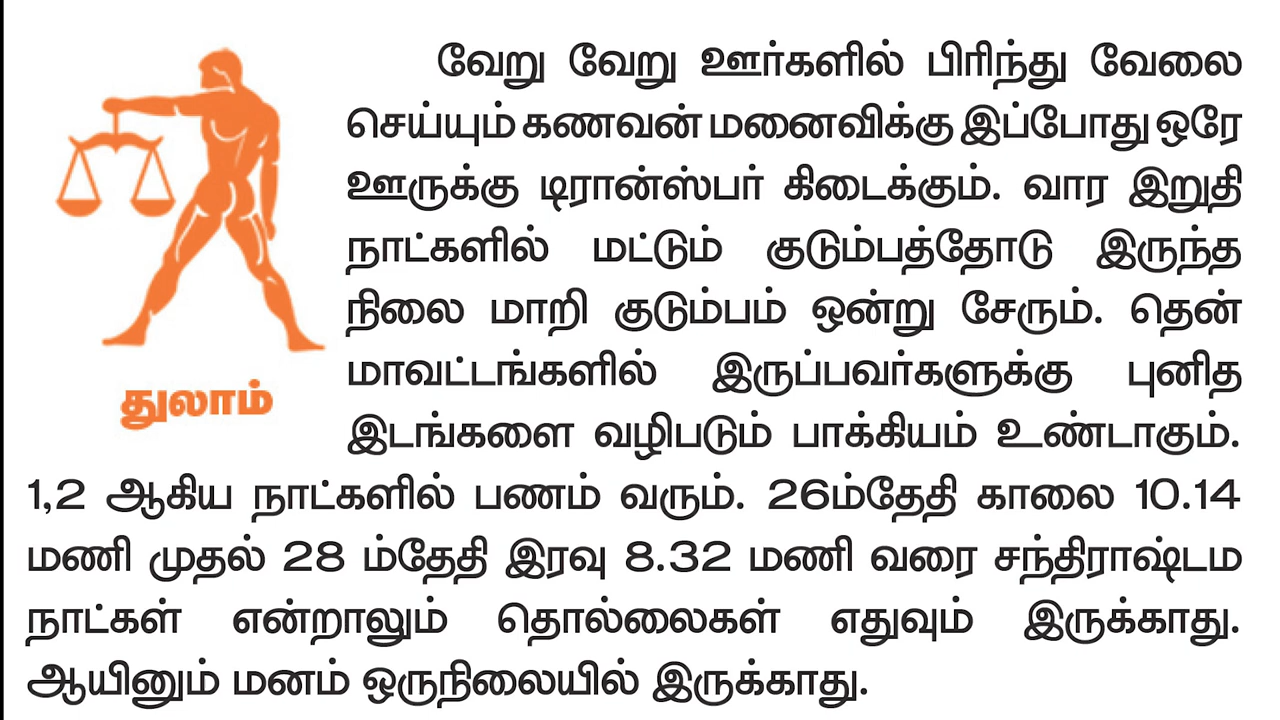 வேறு வேறு ஊர்களில் பிரிந்து வேலை
செய்யும் கணவன் மனைவிக்கு இப்போது ஒரே
ஊருக்கு டிரான்ஸ்பர் கிடைக்கும். வார இறுதி
நாட்களில் மட்டும் குடும்பத்தோடு இருந்த
நிலை மாறி குடும்பம் ஒன்று சேரும். தென்
மாவட்டங்களில் இருப்பவர்களுக்கு புனித
இடங்களை வழிபடும் பாக்கியம் உண்டாகும்.
துலாம்
1,2 ஆகிய நாட்களில் பணம் வரும். 26ம்தேதி காலை 10.14
மணி முதல் 28 ம்தேதி இரவு 8.32 மணி வரை சந்திராஷ்டம
நாட்கள் என்றாலும் தொல்லைகள் எதுவும் இருக்காது.
ஆயினும் மனம் ஒருநிலையில் இருக்காது.